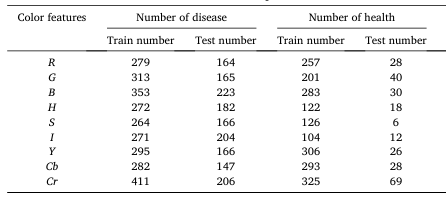 Color features Number of disease Number of health
Train number Test number Train number Test number
R 279 164 257 28
G 313 165 201 40
B 353 223 283 30
H 272 182 122 18
S 264 166 126 6
I 271 204 104 12
Y 295 166 306 26
Cb 282 147 293 28
Cr 411 206 325 69